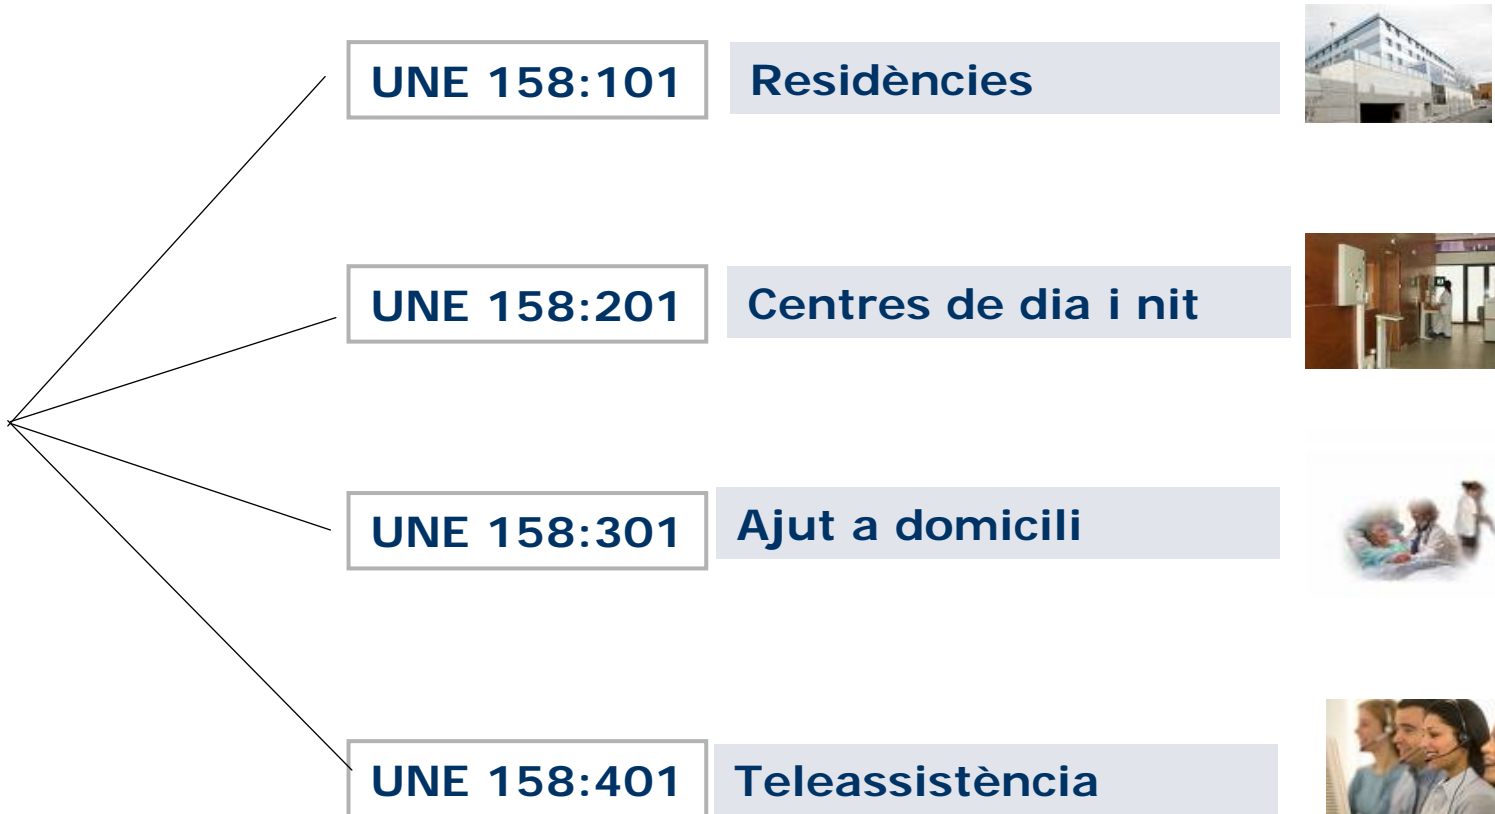 UNE 158:101 Residències
UNE 158:201 Centres de dia i nit
UNE 158:301 Ajut a domicili
UNE 158:401 Teleassistència